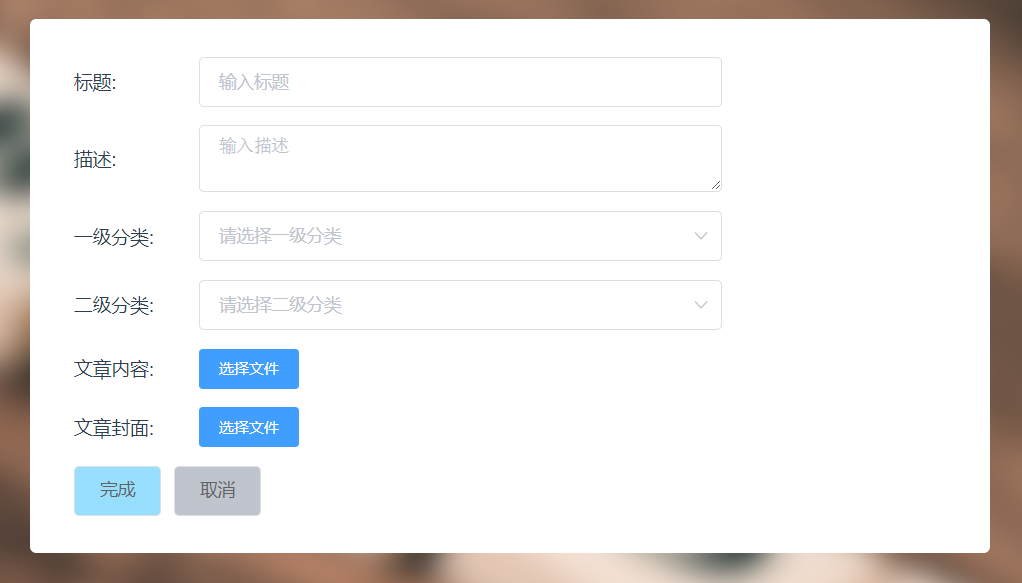 标题:
输入标题
描述:
输入描述
一级分类:
请选择一级分类
二级分类:
请选择二级分类
文章内容:
选择文件
文章封面:
选择文件
完成
取消